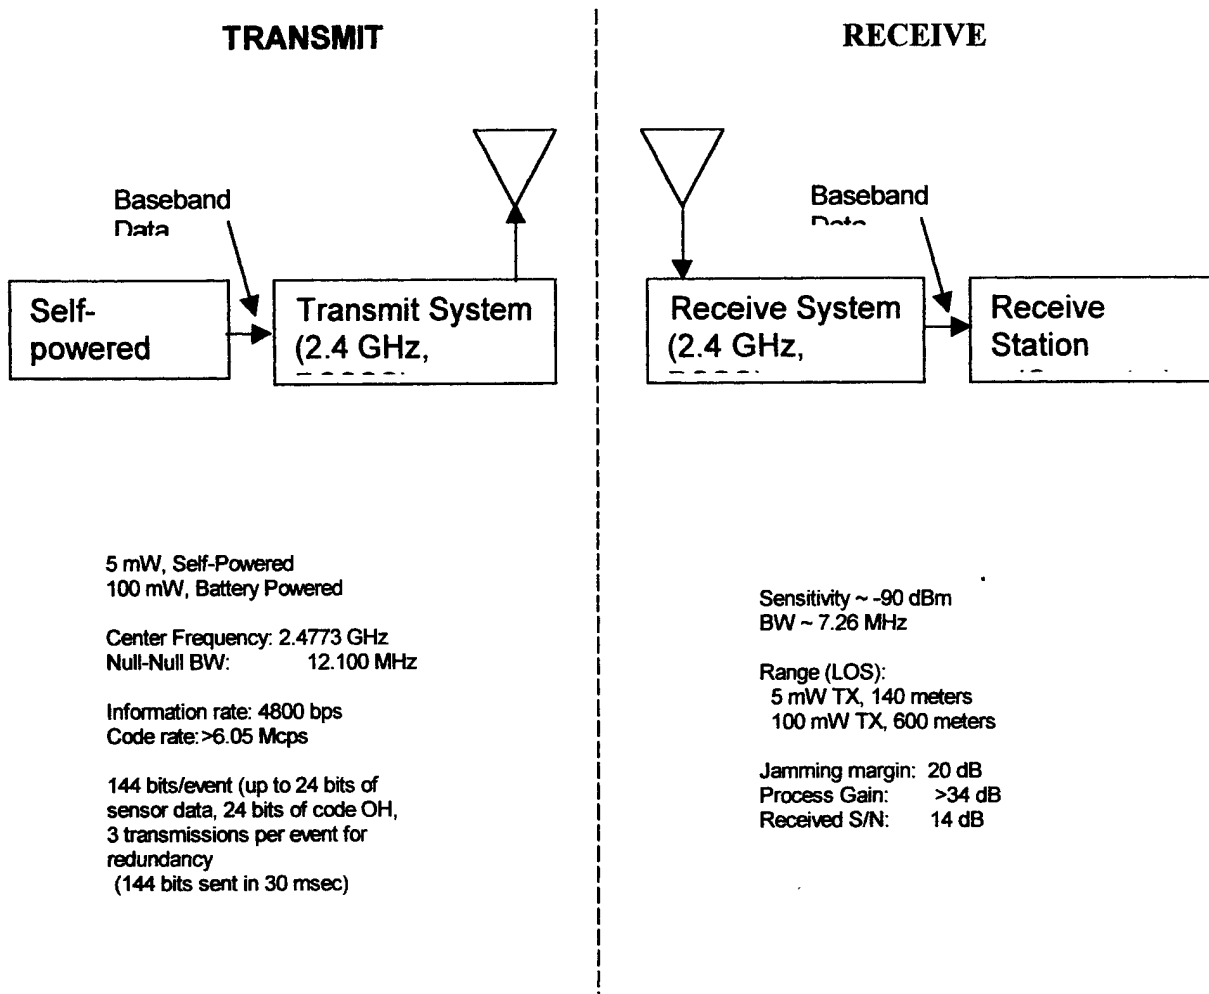 TRANSMIT
Baseband
Data
Self-
powered
Transmit System
(2.4 GHz,
5 mW, Self-Powered
100 mW, Battery Powered
Center Frequency: 2.4773 GHz
Null-Null BW: 12.100 MHz
Information rate: 4800 bps
Code rate: >6.05 Mcps
144 bits/event (up to 24 bits of
sensor data, 24 bits of code OH,
3 transmissions per event for
redundancy
(144 bits sent in 30 msec)
RECEIVE
Baseband
Data
Receive System
(2.4 GHz,
Receive
Station
Sensitivity ~ -90 dBm
BW ~ 7.26 MHz
Range (LOS):
5 mW TX, 140 meters
100 mW TX, 600 meters
Jamming margin: 20 dB
Process Gain: >34 dB
Received S/N: 14 dB